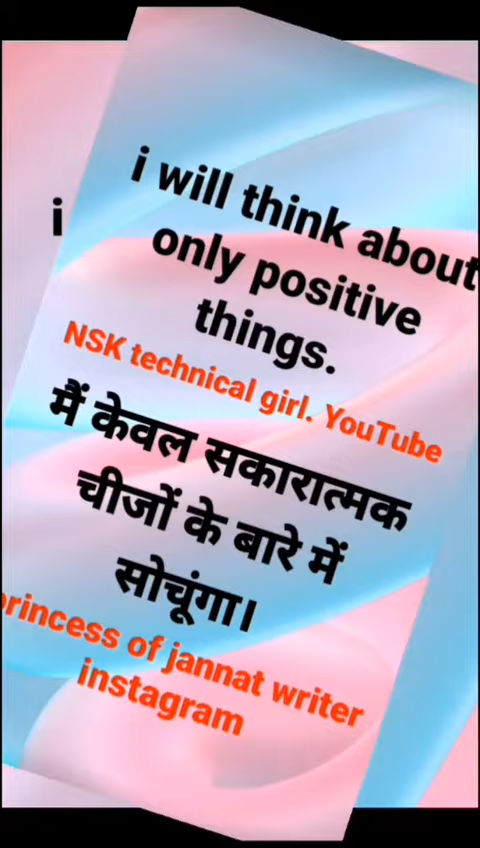 i will think about
only positive
things.
NSK technical girl. YouTube
मैं केवल सकारात्मक
चीजों के बारे में
सोचूंगा।
princess of jannat writer
instagram
i